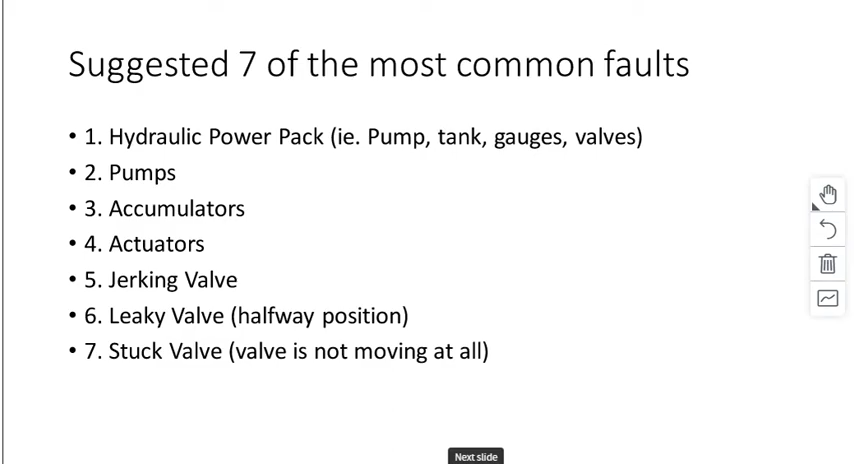 Suggested 7 of the most common faults
• 1. Hydraulic Power Pack (ie. Pump, tank, gauges, valves)
• 2. Pumps
• 3. Accumulators
• 4. Actuators
• 5. Jerking Valve
• 6. Leaky Valve (halfway position)
• 7. Stuck Valve (valve is not moving at all)
Next slide